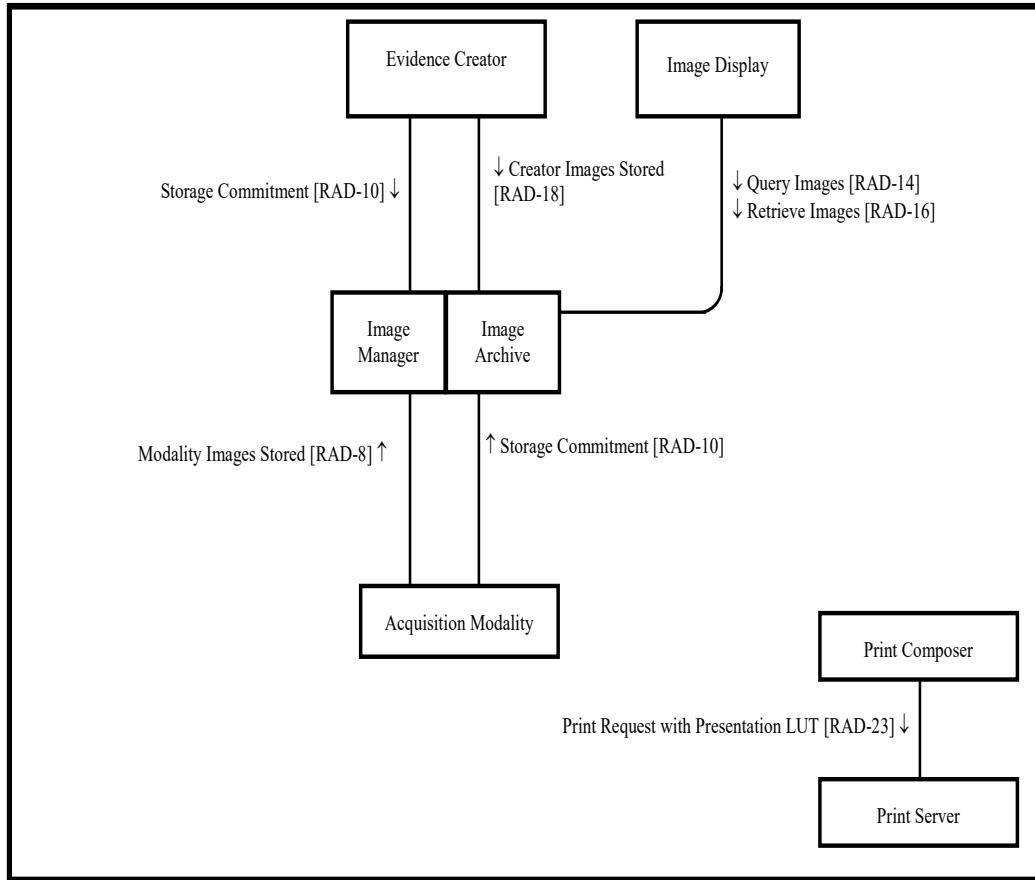 Evidence Creator
Image Display
Storage Commitment [RAD-10] ↓
↓ Creator Images Stored
[RAD-18]
↓ Query Images [RAD-14]
↓ Retrieve Images [RAD-16]
Image
Manager
Image
Archive
Modality Images Stored [RAD-8] ↑
↑ Storage Commitment [RAD-10]
Acquisition Modality
Print Composer
Print Request with Presentation LUT [RAD-23] ↓
Print Server